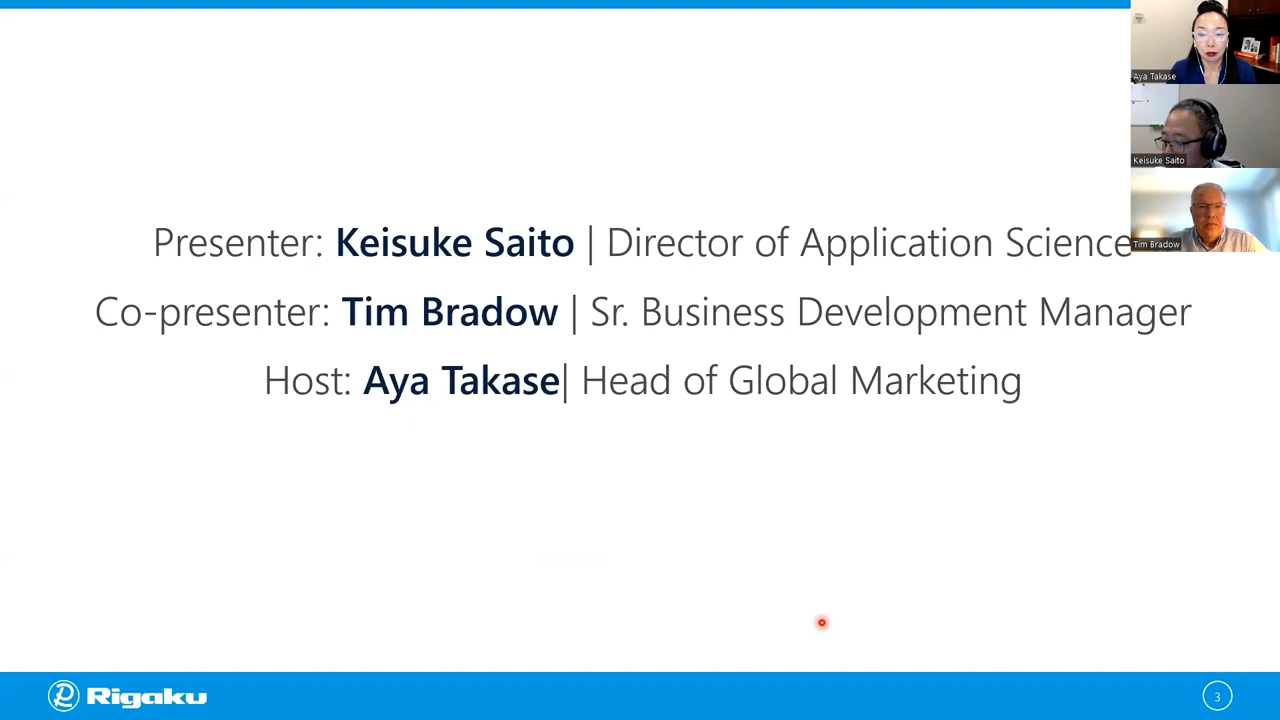 Aya Takase
Keisuke Saito
Tim Bradow
Presenter: Keisuke Saito | Director of Application Science
Co-presenter: Tim Bradow | Sr. Business Development Manager
Host: Aya Takase| Head of Global Marketing
Rigaku
3